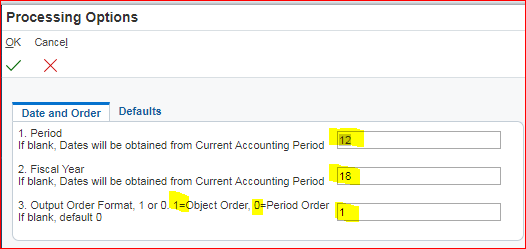 Processing Options
OK Cancel
Date and Order Defaults
1. Period
If blank, Dates will be obtained from Current Accounting Period 12
2. Fiscal Year
If blank, Dates will be obtained from Current Accounting Period 18
3. Output Order Format, 1 or 0. 1=Object Order, 0=Period Order
If blank, default 0 1